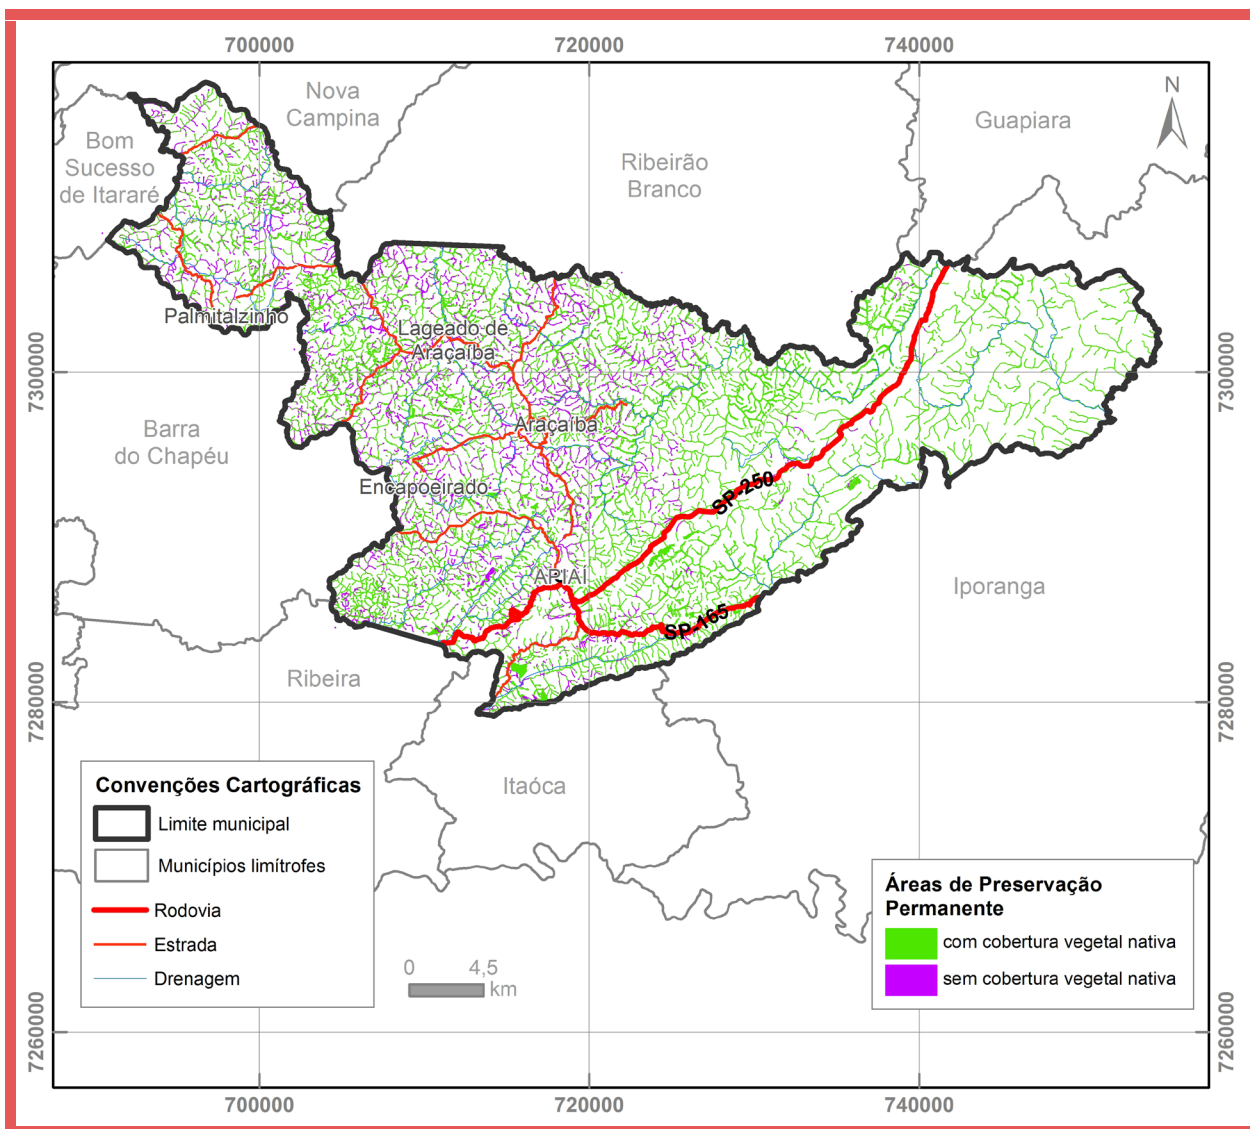 700000
720000
740000
N
Nova
Campina
Guapiara
Bom
Sucesso
de Itararé
Ribeirão
Branco
Palmitalzinho
Lageado de
Araçaíba
7300000
7300000
Araçaíba
Barra
do Chapéu
Encapoeirado
SP-250
APIAÍ
Iporanga
SP-165
Ribeira
7280000
7280000
Itaóca
Convenções Cartográficas
Limite municipal
Municípios limítrofes
Rodovia
Estrada
Drenagem
0 4,5
km
Áreas de Preservação
Permanente
com cobertura vegetal nativa
sem cobertura vegetal nativa
7260000
7260000
700000
720000
740000